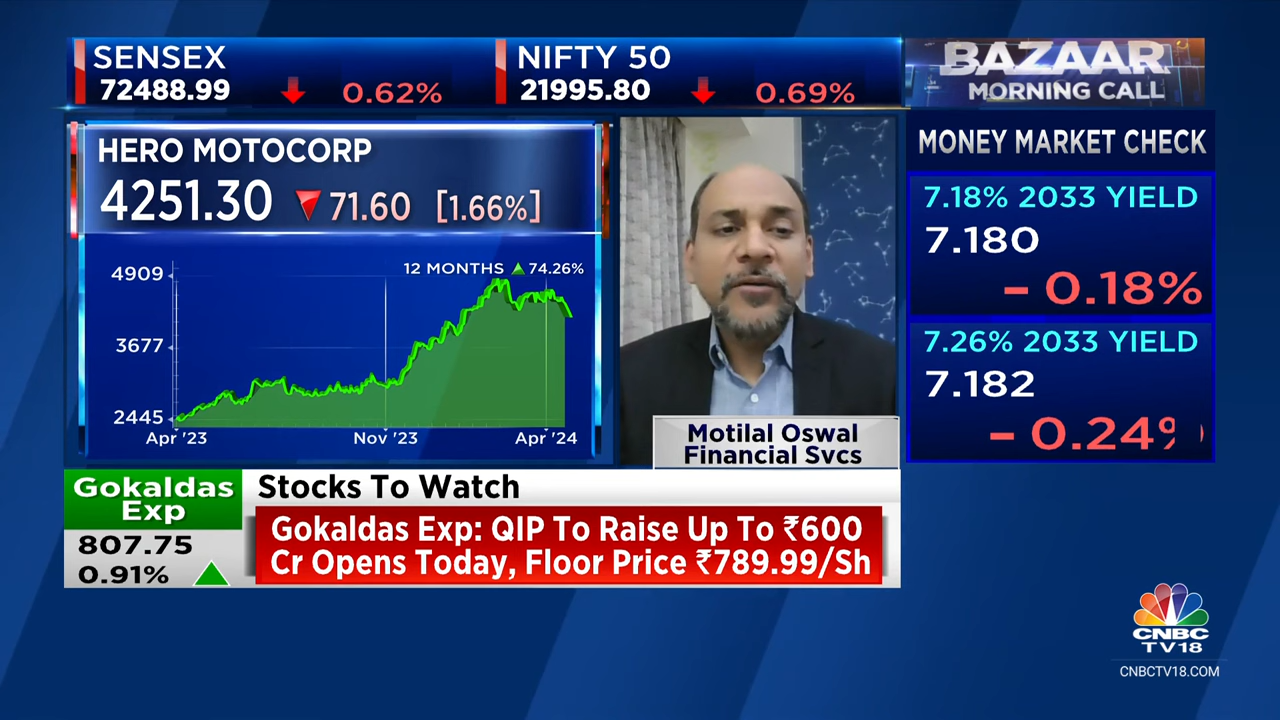 SENSEX
72488.99 0.62%
NIFTY 50
21995.80 0.69%
BAZAAR
MORNING CALL
HERO MOTOCORP
4251.30 71.60 [1.66%]
12 MONTHS 74.26%
4909
3677
2445
Apr '23 Nov '23 Apr '24
Motilal Oswal
Financial Svcs
MONEY MARKET CHECK
7.18% 2033 YIELD
7.180
– 0.18%
7.26% 2033 YIELD
7.182
– 0.24%
Gokaldas
Exp
807.75
0.91%
Stocks To Watch
Gokaldas Exp: QIP To Raise Up To ₹600
Cr Opens Today, Floor Price ₹789.99/Sh
CNBC
TV18
CNBCTV18.COM